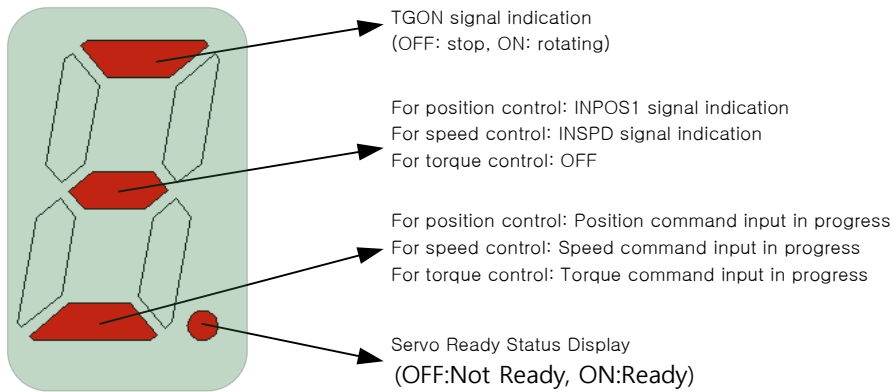 TGON signal indication
(OFF: stop, ON: rotating)
For position control: INPOS1 signal indication
For speed control: INSPD signal indication
For torque control: OFF
For position control: Position command input in progress
For speed control: Speed command input in progress
For torque control: Torque command input in progress
Servo Ready Status Display
(OFF:Not Ready, ON:Ready)